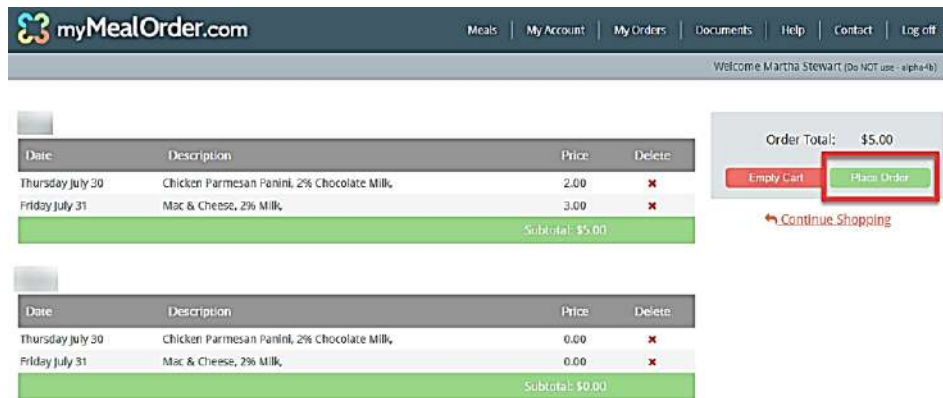 myMealOrder.com
Meals | My Account | My Orders | Documents | Help | Contact | Log off
Welcome Martha Stewart (Do NOT use - alpha4b)
Order Total: $5.00
Empty Cart Place Order
Continue Shopping
Date Description Price Delete
Thursday July 30 Chicken Parmesan Panini, 2% Chocolate Milk, 2.00 ×
Friday July 31 Mac & Cheese, 2% Milk, 3.00 ×
Subtotal: $5.00
Date Description Price Delete
Thursday July 30 Chicken Parmesan Panini, 2% Chocolate Milk, 0.00 ×
Friday July 31 Mac & Cheese, 2% Milk, 0.00 ×
Subtotal: $0.00